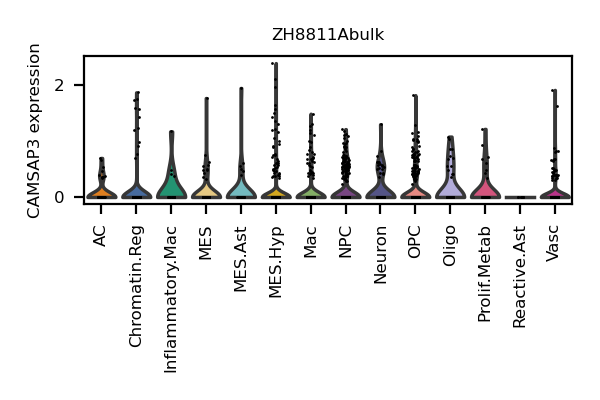 ZH8811Abulk
CAMSAP3 expression
2
0
AC
Chromatin.Reg
Inflammatory.Mac
MES
MES.Ast
MES.Hyp
Mac
NPC
Neuron
OPC
Oligo
Prolif.Metab
Reactive.Ast
Vasc